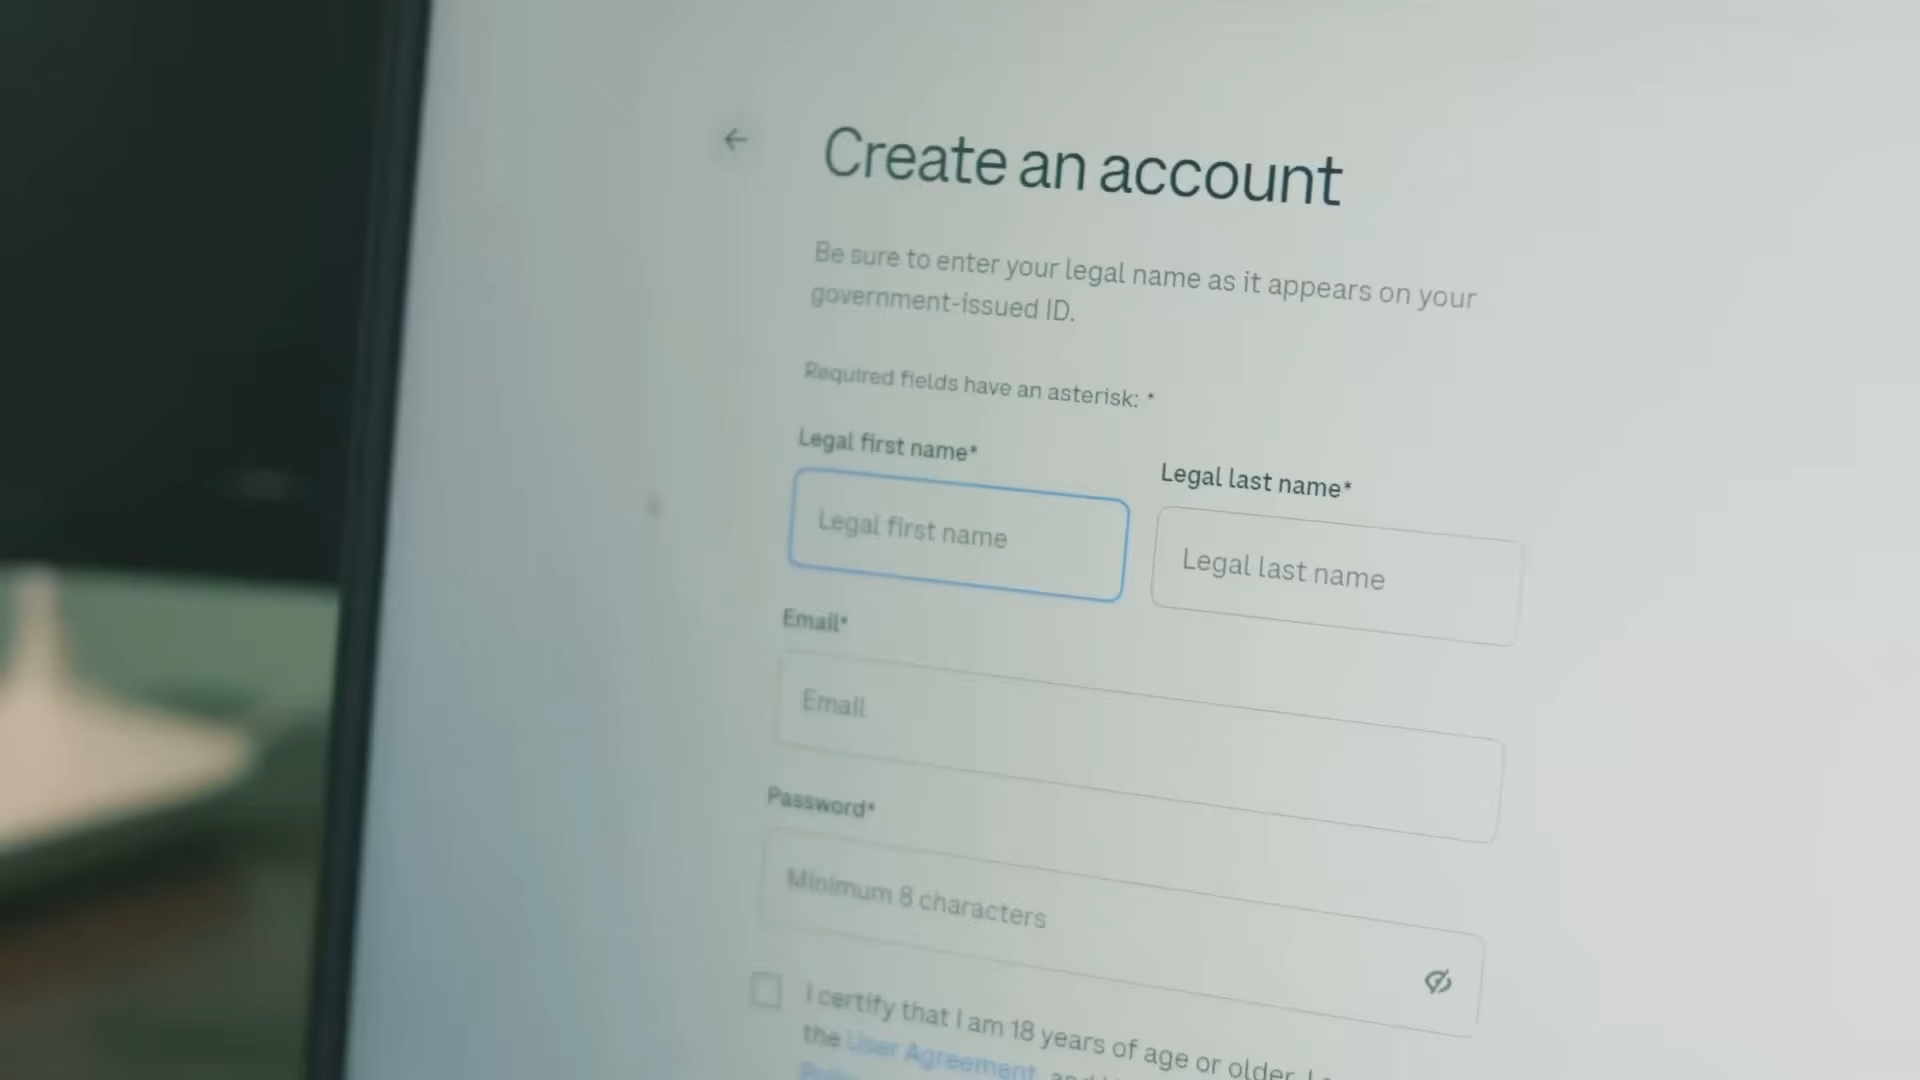 Create an account
Be sure to enter your legal name as it appears on your
government-issued ID.
Required fields have an asterisk: *
Legal first name*
Legal last name*
Legal first name
Legal last name
Email*
Email
Password*
Minimum 8 characters
I certify that I am 18 years of age or older, I
the User Agreement, and